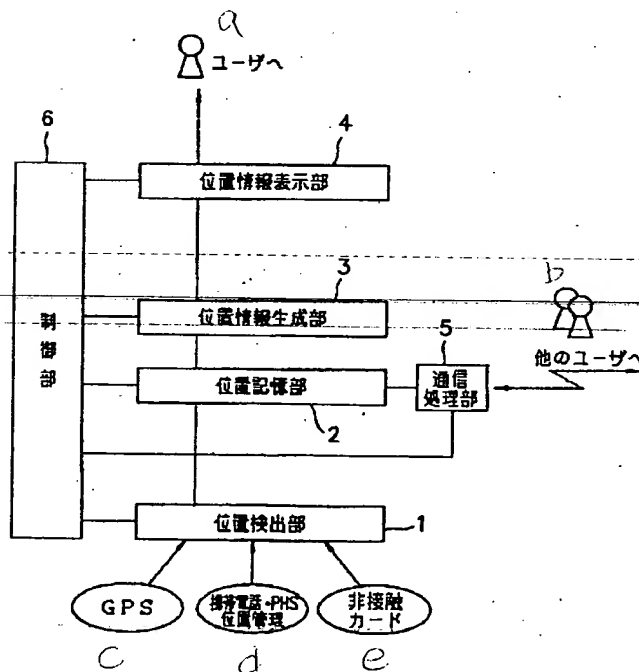 a
ユーザへ
6
4
位置情報表示部
3
b
位置情報生成部
5
制御部
他のユーザへ
位置記憶部
通信
処理部
2
位置検出部
1
GPS
携帯電話・PHS
位置管理
非接触
カード
c
d
e